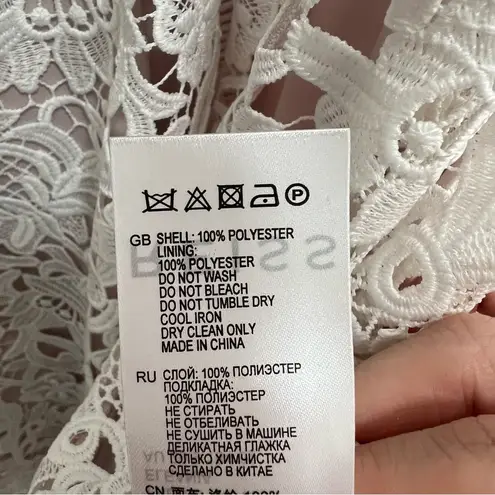 P
GB SHELL: 100% POLYESTER
LINING:
100% POLYESTER
DO NOT WASH
DO NOT BLEACH
DO NOT TUMBLE DRY
COOL IRON
DRY CLEAN ONLY
MADE IN CHINA
REISS
RU СЛОЙ: 100% ПОЛИЭСТЕР
ПОДКЛАДКА:
100% ПОЛИЭСТЕР
НЕ СТИРАТЬ
НЕ ОТБЕЛИВАТЬ
НЕ СУШИТЬ В МАШИНЕ
ДЕЛИКАТНАЯ ГЛАЖКА
ТОЛЬКО ХИМЧИСТКА
СДЕЛАНО В КИТАЕ
CN